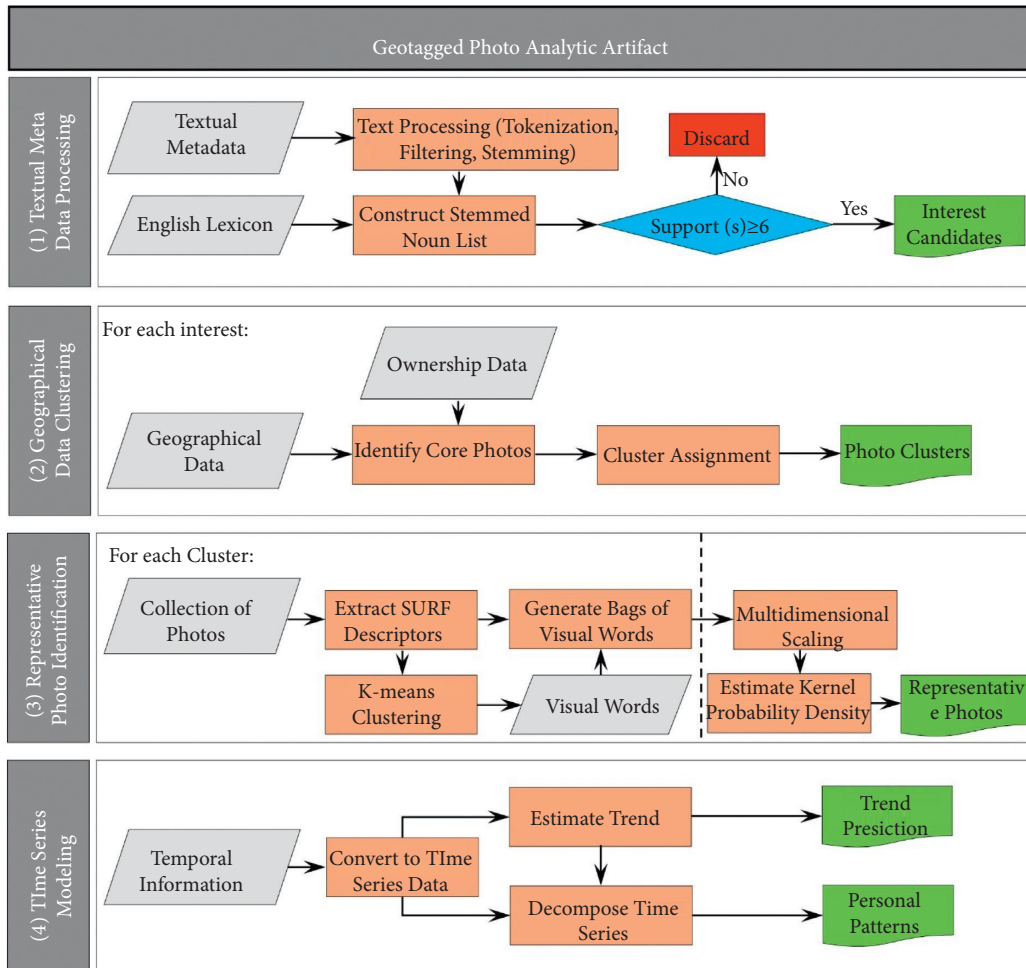 Geotagged Photo Analytic Artifact
(1) Textual Meta
Data Processing
Textual
Metadata
Text Processing (Tokenization,
Filtering, Stemming)
Discard
No
English Lexicon
Construct Stemmed
Noun List
Support (s)≥6
Yes
Interest
Candidates
(2) Geographical
Data Clustering
For each interest:
Ownership Data
Geographical
Data
Identify Core Photos
Cluster Assignment
Photo Clusters
(3) Representative
Photo Identification
For each Cluster:
Collection of
Photos
Extract SURF
Descriptors
Generate Bags of
Visual Words
Multidimensional
Scaling
K-means
Clustering
Visual Words
Estimate Kernel
Probability Density
Representativ
e Photos
(4) TIme Series
Modeling
Temporal
Information
Convert to TIme
Series Data
Estimate Trend
Trend
Presiction
Decompose Time
Series
Personal
Patterns